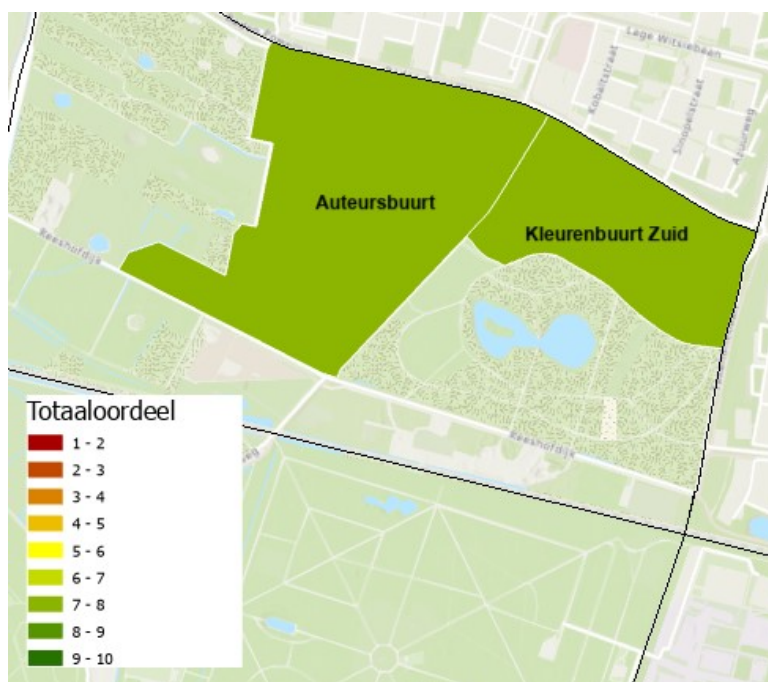 Lage Witsiebaan
Kobaltstraat
Sinopelstraat
Azuurweg
Auteursbuurt
Kleurenbuurt Zuid
Reeshofdijk
Reeshofdijk
Totaaloordeel
1 - 2
2 - 3
3 - 4
4 - 5
5 - 6
6 - 7
7 - 8
8 - 9
9 - 10